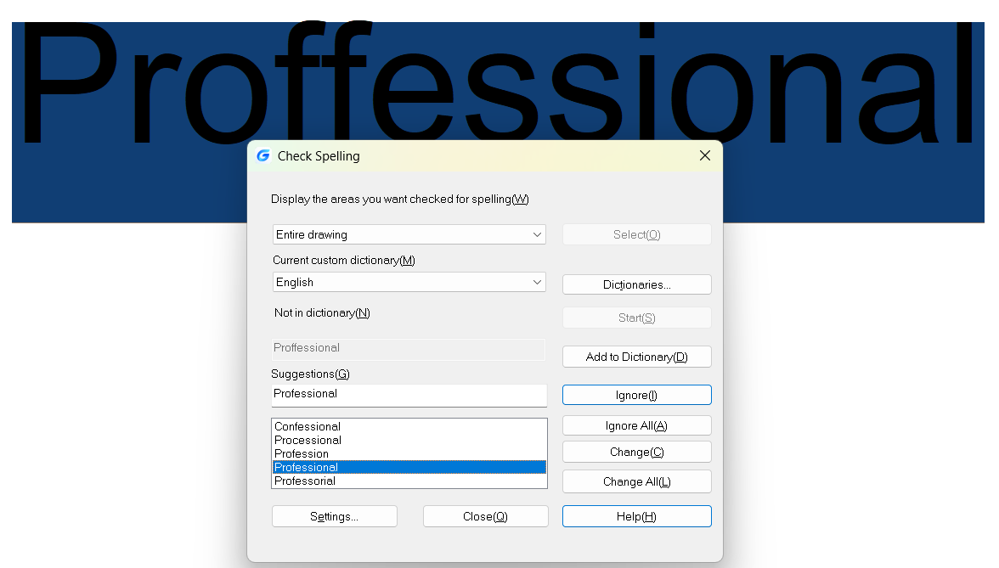 Proffessional
Check Spelling
Display the areas you want checked for spelling(W)
Entire drawing
Select(O)
Current custom dictionary(M)
English
Dictionaries...
Not in dictionary(N)
Start(S)
Proffessional
Add to Dictionary(D)
Suggestions(G)
Professional
Ignore(I)
Confessional
Processional
Profession
Professional
Professorial
Ignore All(A)
Change(C)
Change All(L)
Settings...
Close(Q)
Help(H)